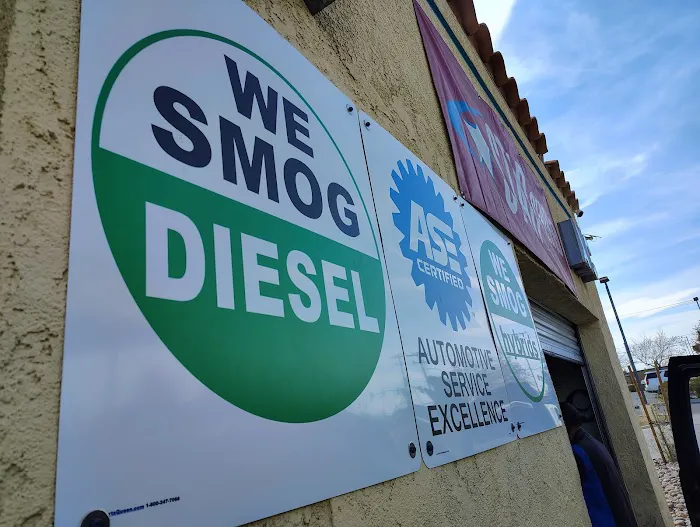 WE
SMOG
DIESEL
ASE
CERTIFIED
AUTOMOTIVE
SERVICE
EXCELLENCE
WE
SMOG
hybrids